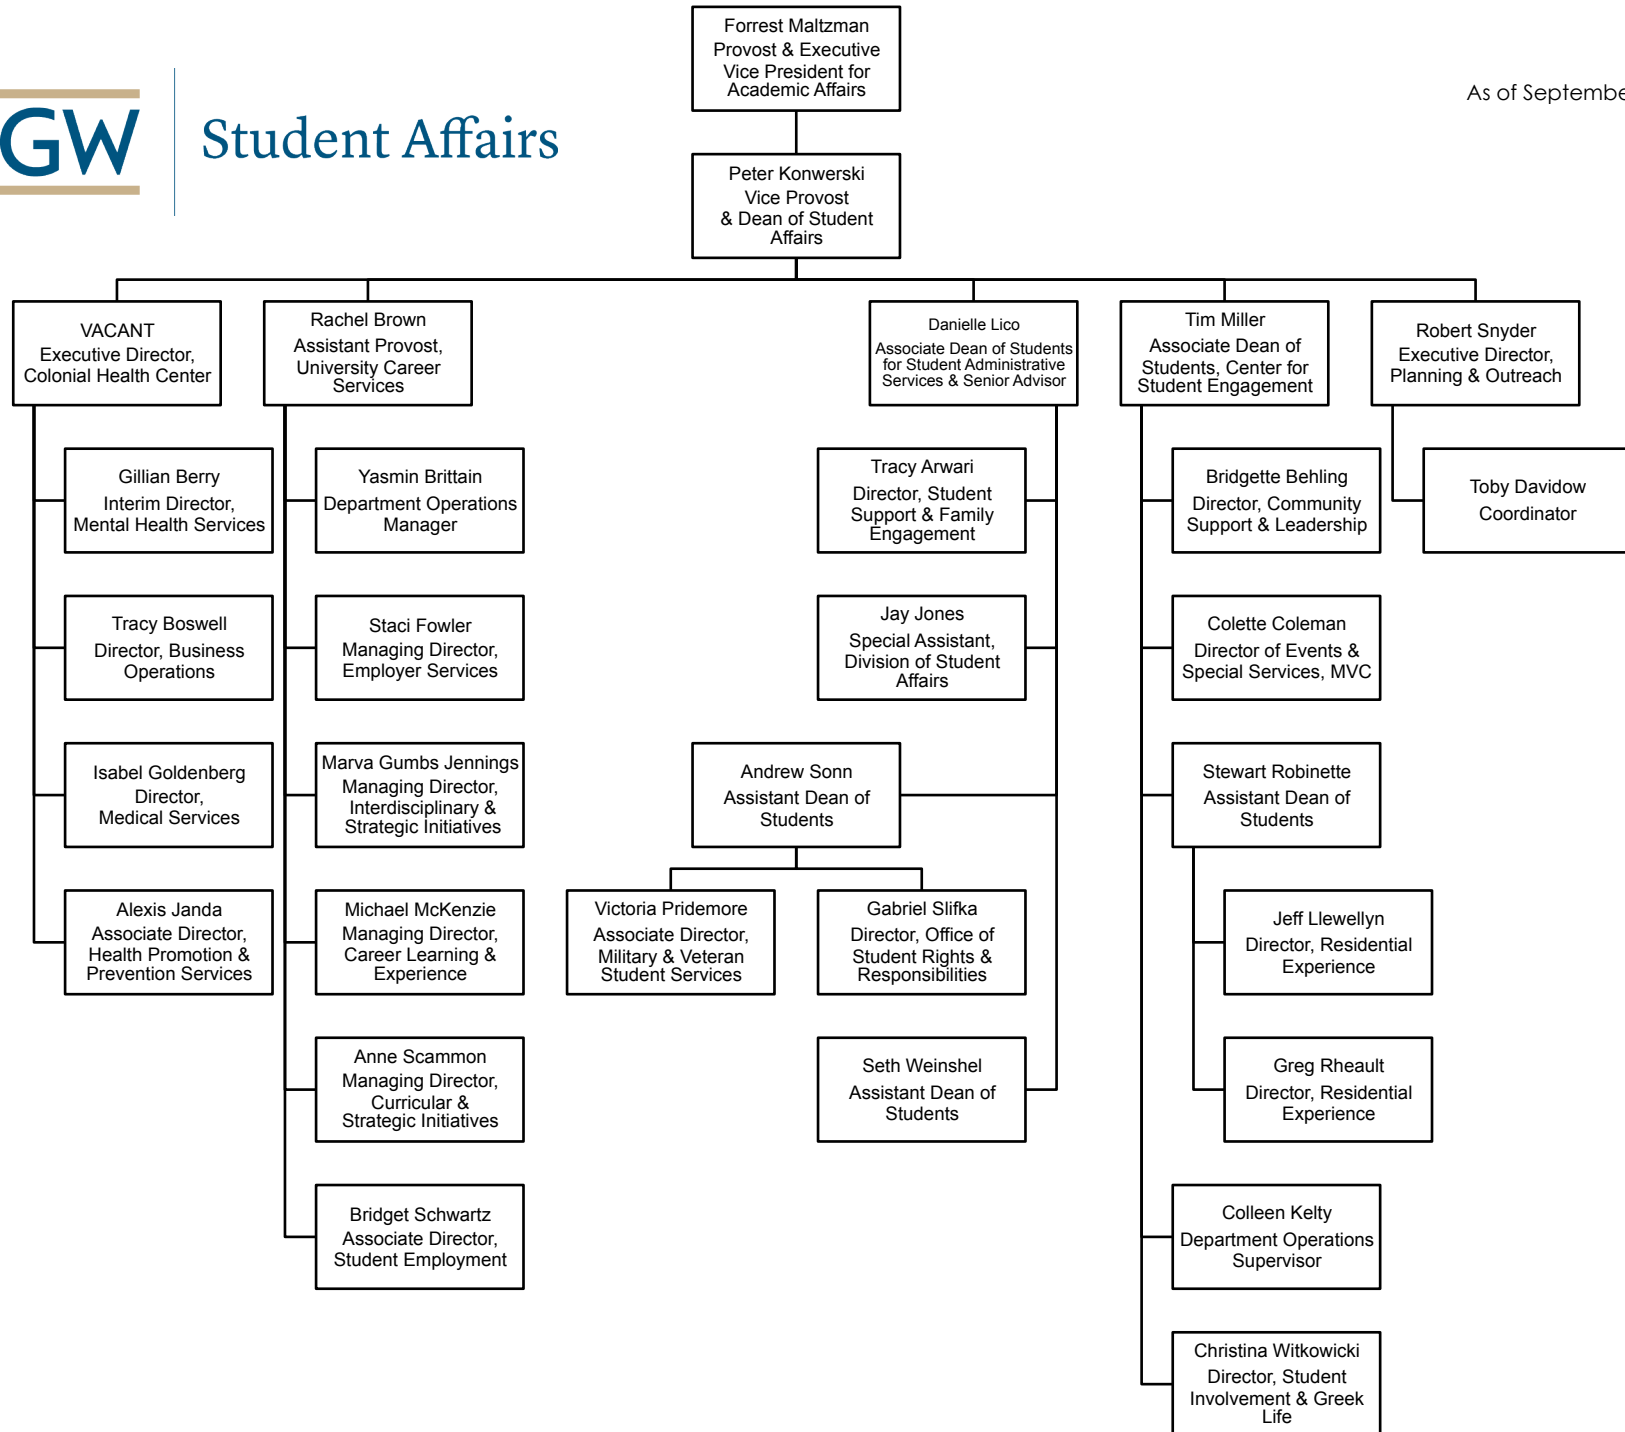 Forrest Maltzman
Provost & Executive
Vice President for
Academic Affairs
As of Septembe
GW
Student Affairs
Peter Konwerski
Vice Provost
& Dean of Student
Affairs
VACANT
Executive Director,
Colonial Health Center
Rachel Brown
Assistant Provost,
University Career
Services
Danielle Lico
Associate Dean of Students
for Student Administrative
Services & Senior Advisor
Tim Miller
Associate Dean of
Students, Center for
Student Engagement
Robert Snyder
Executive Director,
Planning & Outreach
Gillian Berry
Interim Director,
Mental Health Services
Yasmin Brittain
Department Operations
Manager
Tracy Arwari
Director, Student
Support & Family
Engagement
Bridgette Behling
Director, Community
Support & Leadership
Toby Davidow
Coordinator
Tracy Boswell
Director, Business
Operations
Staci Fowler
Managing Director,
Employer Services
Jay Jones
Special Assistant,
Division of Student
Affairs
Colette Coleman
Director of Events &
Special Services, MVC
Isabel Goldenberg
Director,
Medical Services
Marva Gumbs Jennings
Managing Director,
Interdisciplinary &
Strategic Initiatives
Andrew Sonn
Assistant Dean of
Students
Stewart Robinette
Assistant Dean of
Students
Alexis Janda
Associate Director,
Health Promotion &
Prevention Services
Michael McKenzie
Managing Director,
Career Learning &
Experience
Victoria Pridemore
Associate Director,
Military & Veteran
Student Services
Gabriel Slifka
Director, Office of
Student Rights &
Responsibilities
Jeff Llewellyn
Director, Residential
Experience
Anne Scammon
Managing Director,
Curricular &
Strategic Initiatives
Seth Weinshel
Assistant Dean of
Students
Greg Rheault
Director, Residential
Experience
Bridget Schwartz
Associate Director,
Student Employment
Colleen Kelty
Department Operations
Supervisor
Christina Witkowicki
Director, Student
Involvement & Greek
Life